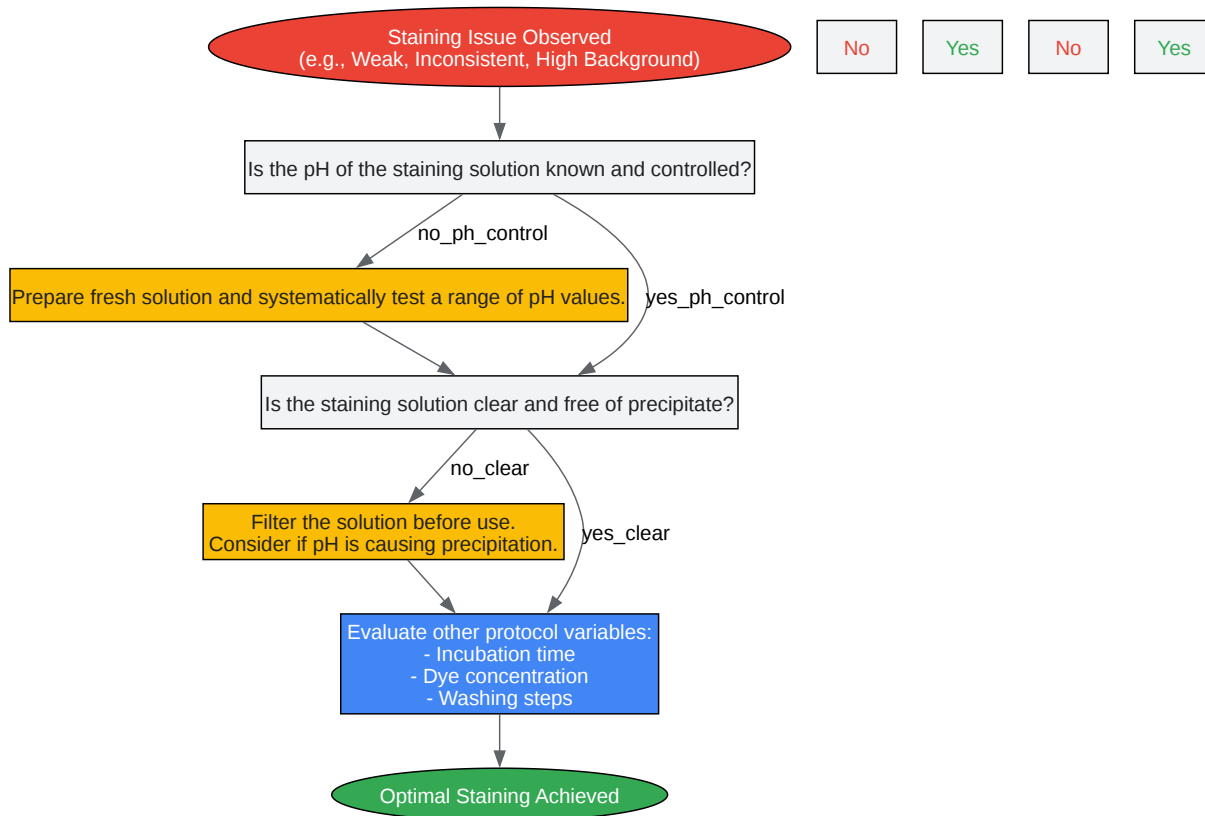 Staining Issue Observed
(e.g., Weak, Inconsistent, High Background)
No
Yes
No
Yes
Is the pH of the staining solution known and controlled?
no_ph_control
Prepare fresh solution and systematically test a range of pH values.
yes_ph_control
Is the staining solution clear and free of precipitate?
no_clear
Filter the solution before use.
Consider if pH is causing precipitation.
yes_clear
Evaluate other protocol variables:
- Incubation time
- Dye concentration
- Washing steps
Optimal Staining Achieved